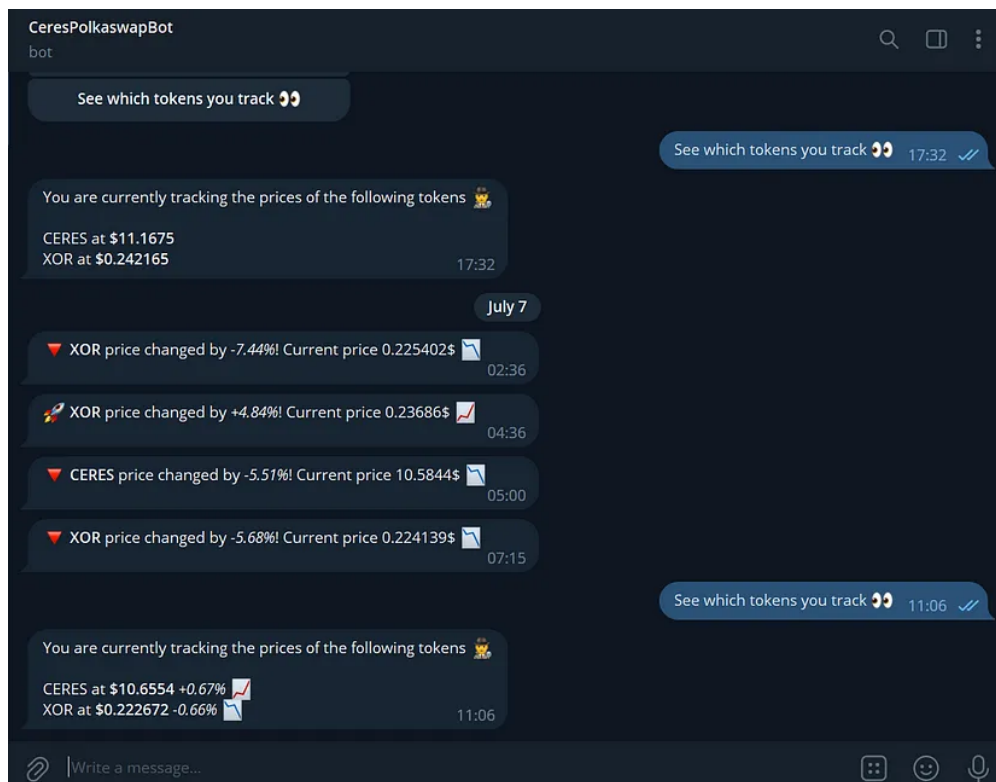 CeresPolkaswapBot
bot
See which tokens you track 👀
See which tokens you track 👀 17:32
You are currently tracking the prices of the following tokens 🕵️
CERES at $11.1675
XOR at $0.242165
17:32
July 7
🔻 XOR price changed by -7.44%! Current price 0.225402$ 📉
02:36
🚀 XOR price changed by +4.84%! Current price 0.23686$ 📈
04:36
🔻 CERES price changed by -5.51%! Current price 10.5844$ 📉
05:00
🔻 XOR price changed by -5.68%! Current price 0.224139$ 📉
07:15
See which tokens you track 👀 11:06
You are currently tracking the prices of the following tokens 🕵️
CERES at $10.6554 +0.67% 📈
XOR at $0.222672 -0.66% 📉
11:06
Write a message...